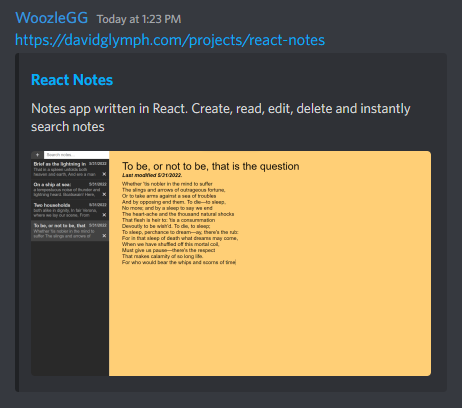 WoozleGG Today at 1:23 PM
https://davidglymph.com/projects/react-notes
React Notes
Notes app written in React. Create, read, edit, delete and instantly
search notes
+ Search notes...
Brief as the lightning in 5/31/2022
That in a spleen unfolds both
heaven and earth, And ere a man
On a ship at sea: 5/31/2022
a tempestuous noise of thunder and
lightning heard. Boatswain! Here,
Two households 5/31/2022
both alike in dignity, In fair Verona,
where we lay our scene, From
To be, or not to be, that 5/31/2022
Whether 'tis nobler in the mind to
suffer The slings and arrows of
To be, or not to be, that is the question
Last modified 5/31/2022.
Whether 'tis nobler in the mind to suffer
The slings and arrows of outrageous fortune,
Or to take arms against a sea of troubles
And by opposing end them. To die—to sleep,
No more; and by a sleep to say we end
The heart-ache and the thousand natural shocks
That flesh is heir to: 'tis a consummation
Devoutly to be wish'd. To die, to sleep;
To sleep, perchance to dream—ay, there's the rub:
For in that sleep of death what dreams may come,
When we have shuffled off this mortal coil,
Must give us pause—there's the respect
That makes calamity of so long life.
For who would bear the whips and scorns of time